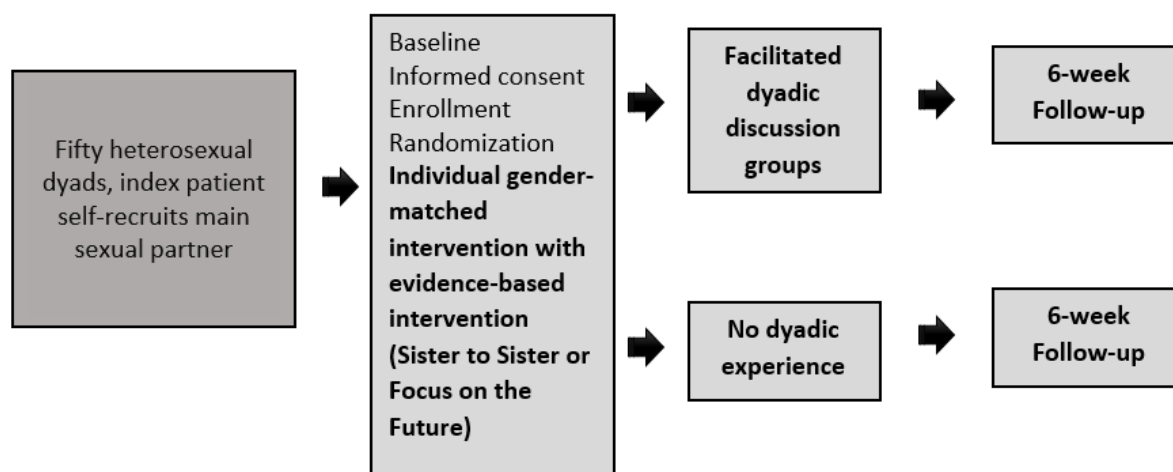 Fifty heterosexual
dyads, index patient
self-recruits main
sexual partner
Baseline
Informed consent
Enrollment
Randomization
Individual gender-
matched
intervention with
evidence-based
intervention
(Sister to Sister or
Focus on the
Future)
Facilitated
dyadic
discussion
groups
6-week
Follow-up
No dyadic
experience
6-week
Follow-up